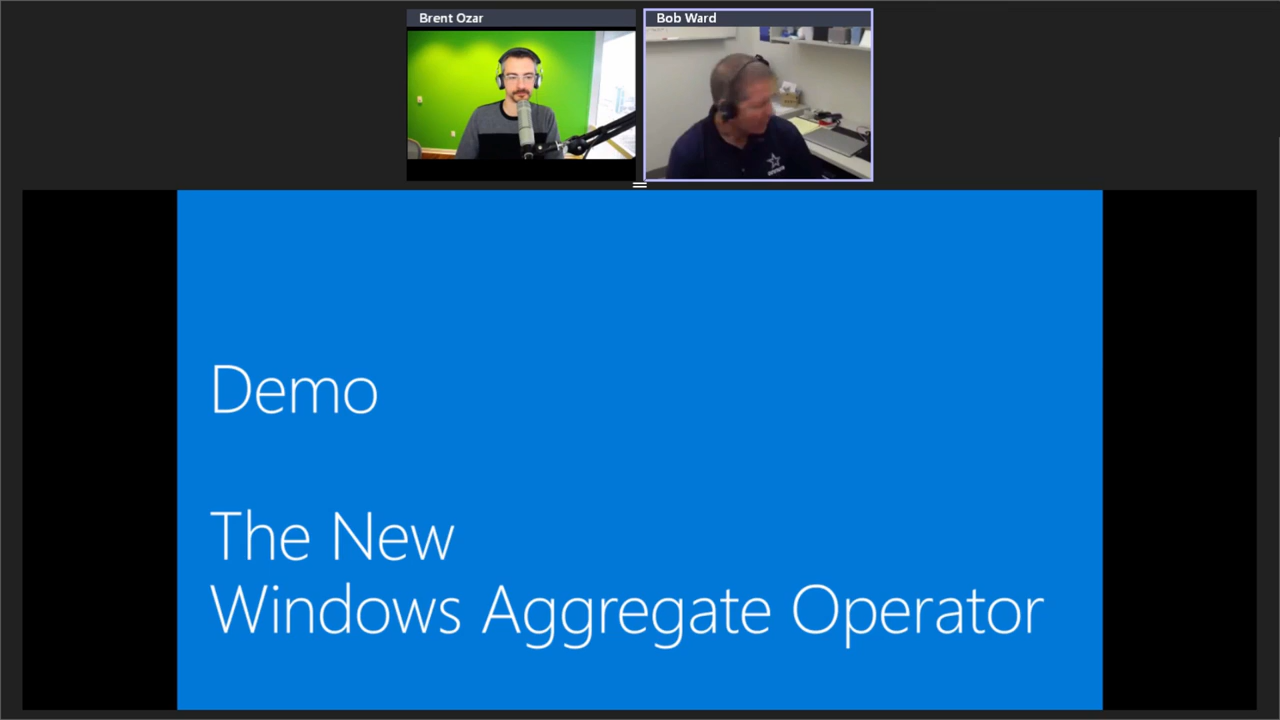 Brent Ozar
Bob Ward
Demo
The New
Windows Aggregate Operator